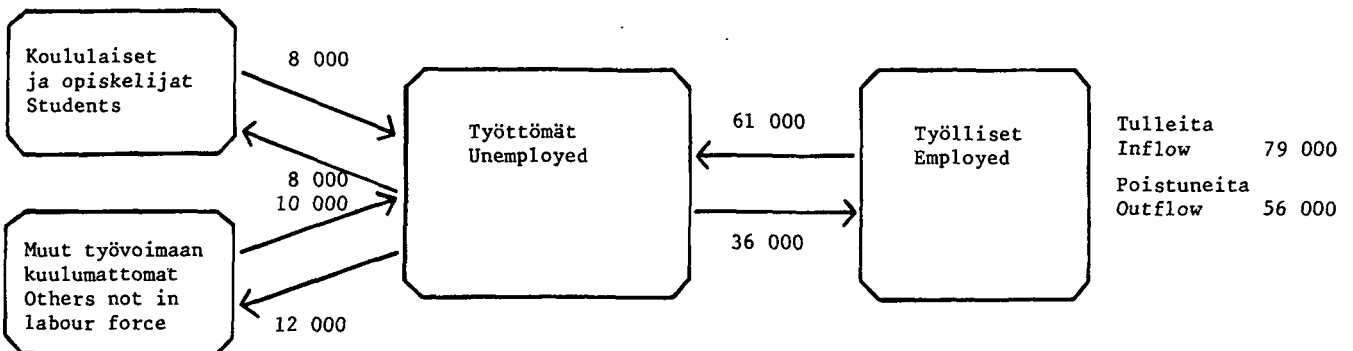 Koululaiset
ja opiskelijat
Students
8 000
8 000
10 000
Muut työvoimaan
kuulumattomat
Others not in
labour force
12 000
Työttömät
Unemployed
61 000
36 000
Työlliset
Employed
Tulleita
Inflow 79 000
Poistuneita
Outflow 56 000